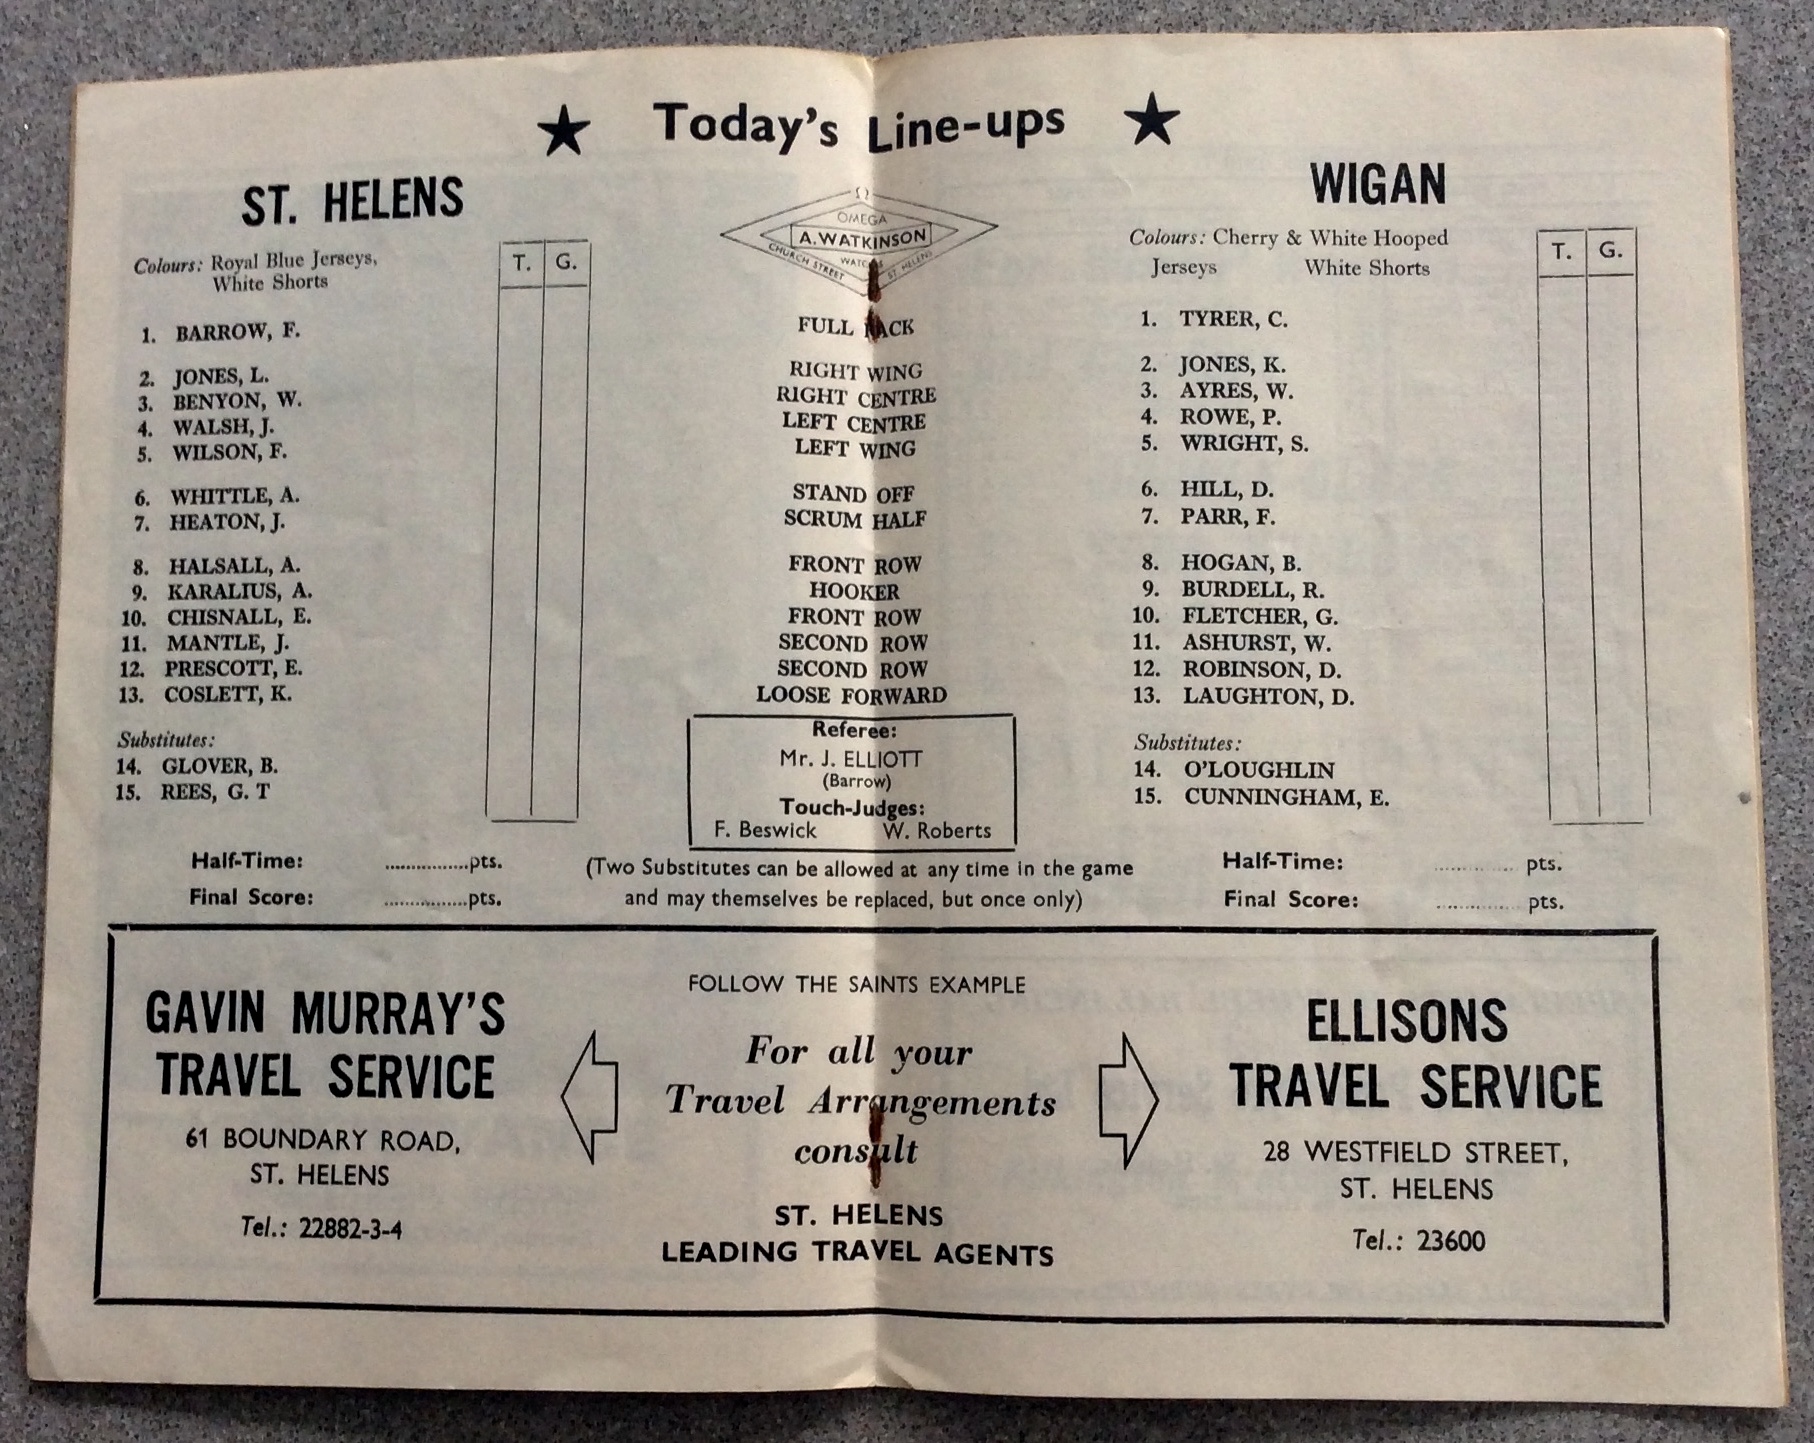 ★ Today's Line-ups ★
ST. HELENS
Colours: Royal Blue Jerseys,
White Shorts
T. G.
1. BARROW, F.
2. JONES, L.
3. BENYON, W.
4. WALSH, J.
5. WILSON, F.
6. WHITTLE, A.
7. HEATON, J.
8. HALSALL, A.
9. KARALIUS, A.
10. CHISNALL, E.
11. MANTLE, J.
12. PRESCOTT, E.
13. COSLETT, K.
Substitutes:
14. GLOVER, B.
15. REES, G. T
Half-Time: ................pts.
Final Score: ................pts.
Ω
OMEGA
A. WATKINSON
WATCHES
CHURCH STREET ST. HELENS
FULL BACK
RIGHT WING
RIGHT CENTRE
LEFT CENTRE
LEFT WING
STAND OFF
SCRUM HALF
FRONT ROW
HOOKER
FRONT ROW
SECOND ROW
SECOND ROW
LOOSE FORWARD
Referee:
Mr. J. ELLIOTT
(Barrow)
Touch-Judges:
F. Beswick W. Roberts
(Two Substitutes can be allowed at any time in the game
and may themselves be replaced, but once only)
WIGAN
Colours: Cherry & White Hooped
Jerseys White Shorts
T. G.
1. TYRER, C.
2. JONES, K.
3. AYRES, W.
4. ROWE, P.
5. WRIGHT, S.
6. HILL, D.
7. PARR, F.
8. HOGAN, B.
9. BURDELL, R.
10. FLETCHER, G.
11. ASHURST, W.
12. ROBINSON, D.
13. LAUGHTON, D.
Substitutes:
14. O'LOUGHLIN
15. CUNNINGHAM, E.
Half-Time: ................ pts.
Final Score: ................ pts.
GAVIN MURRAY'S
TRAVEL SERVICE
61 BOUNDARY ROAD,
ST. HELENS
Tel.: 22882-3-4
FOLLOW THE SAINTS EXAMPLE
For all your
Travel Arrangements
consult
ST. HELENS
LEADING TRAVEL AGENTS
ELLISONS
TRAVEL SERVICE
28 WESTFIELD STREET,
ST. HELENS
Tel.: 23600